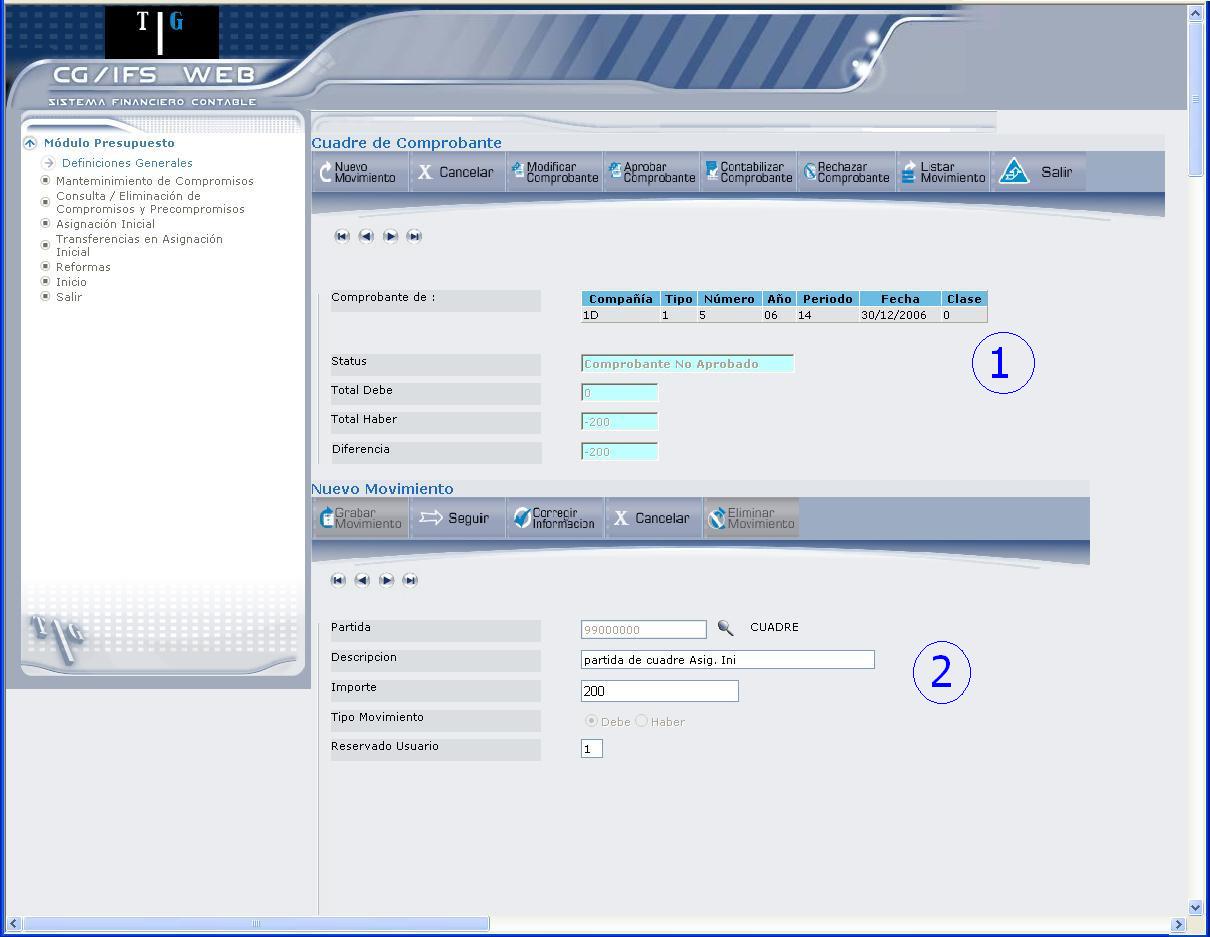 T G
CG/IFS WEB
SISTEMA FINANCIERO CONTABLE
Módulo Presupuesto
Definiciones Generales
Manteminimiento de Compromisos
Consulta / Eliminación de
Compromisos y Precompromisos
Asignación Inicial
Transferencias en Asignación
Inicial
Reformas
Inicio
Salir
T/G
Cuadre de Comprobante
Nuevo
Movimiento
X Cancelar
Modificar
Comprobante
Aprobar
Comprobante
Contabilizar
Comprobante
Rechazar
Comprobante
Listar
Movimiento
Salir
Comprobante de :
Compañía Tipo Número Año Periodo Fecha Clase
1D 1 5 06 14 30/12/2006 0
Status Comprobante No Aprobado
1
Total Debe 0
Total Haber -200
Diferencia -200
Nuevo Movimiento
Grabar
Movimiento
Seguir
Corregir
Informacion
X Cancelar
Eliminar
Movimiento
Partida 99000000 CUADRE
Descripcion partida de cuadre Asig. Ini
2
Importe 200
Tipo Movimiento Debe Haber
Reservado Usuario 1